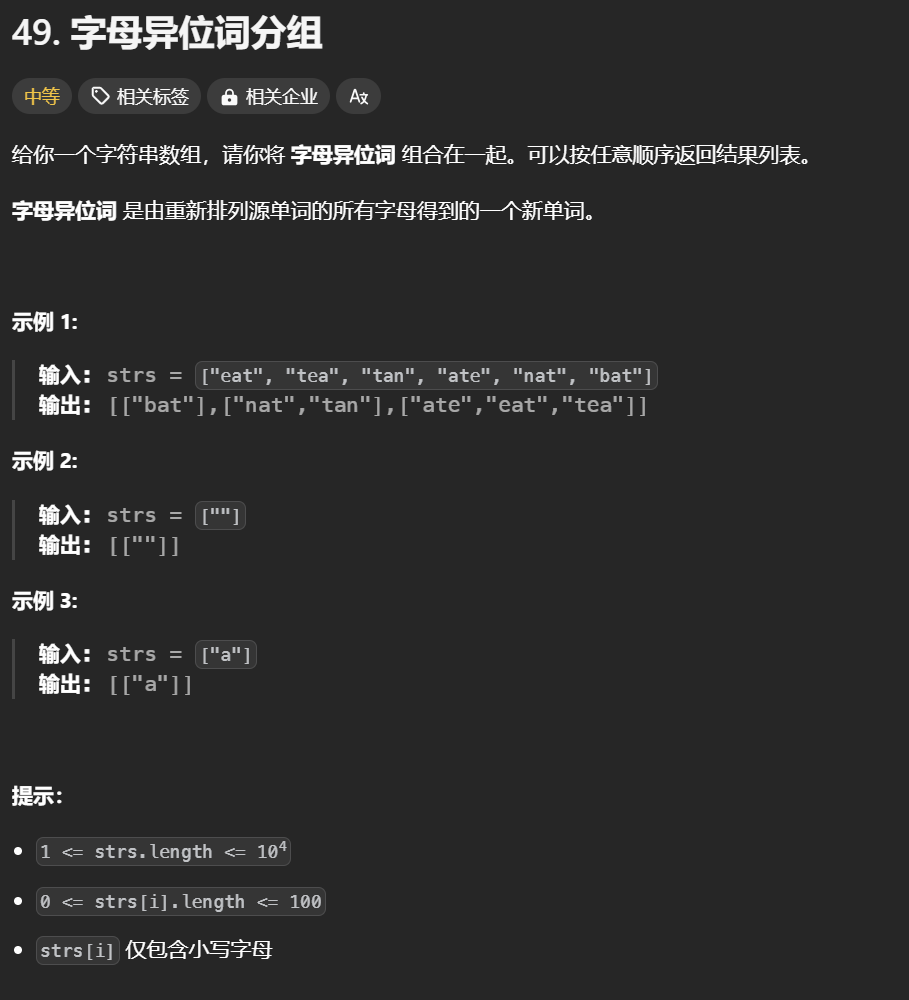 49. 字母异位词分组
中等 相关标签 相关企业 A文
给你一个字符串数组，请你将 字母异位词 组合在一起。可以按任意顺序返回结果列表。
字母异位词 是由重新排列源单词的所有字母得到的一个新单词。
示例 1:
输入: strs = ["eat", "tea", "tan", "ate", "nat", "bat"]
输出: [["bat"],["nat","tan"],["ate","eat","tea"]]
示例 2:
输入: strs = [""]
输出: [[""]]
示例 3:
输入: strs = ["a"]
输出: [["a"]]
提示：
1 <= strs.length <= 10⁴
0 <= strs[i].length <= 100
strs[i] 仅包含小写字母